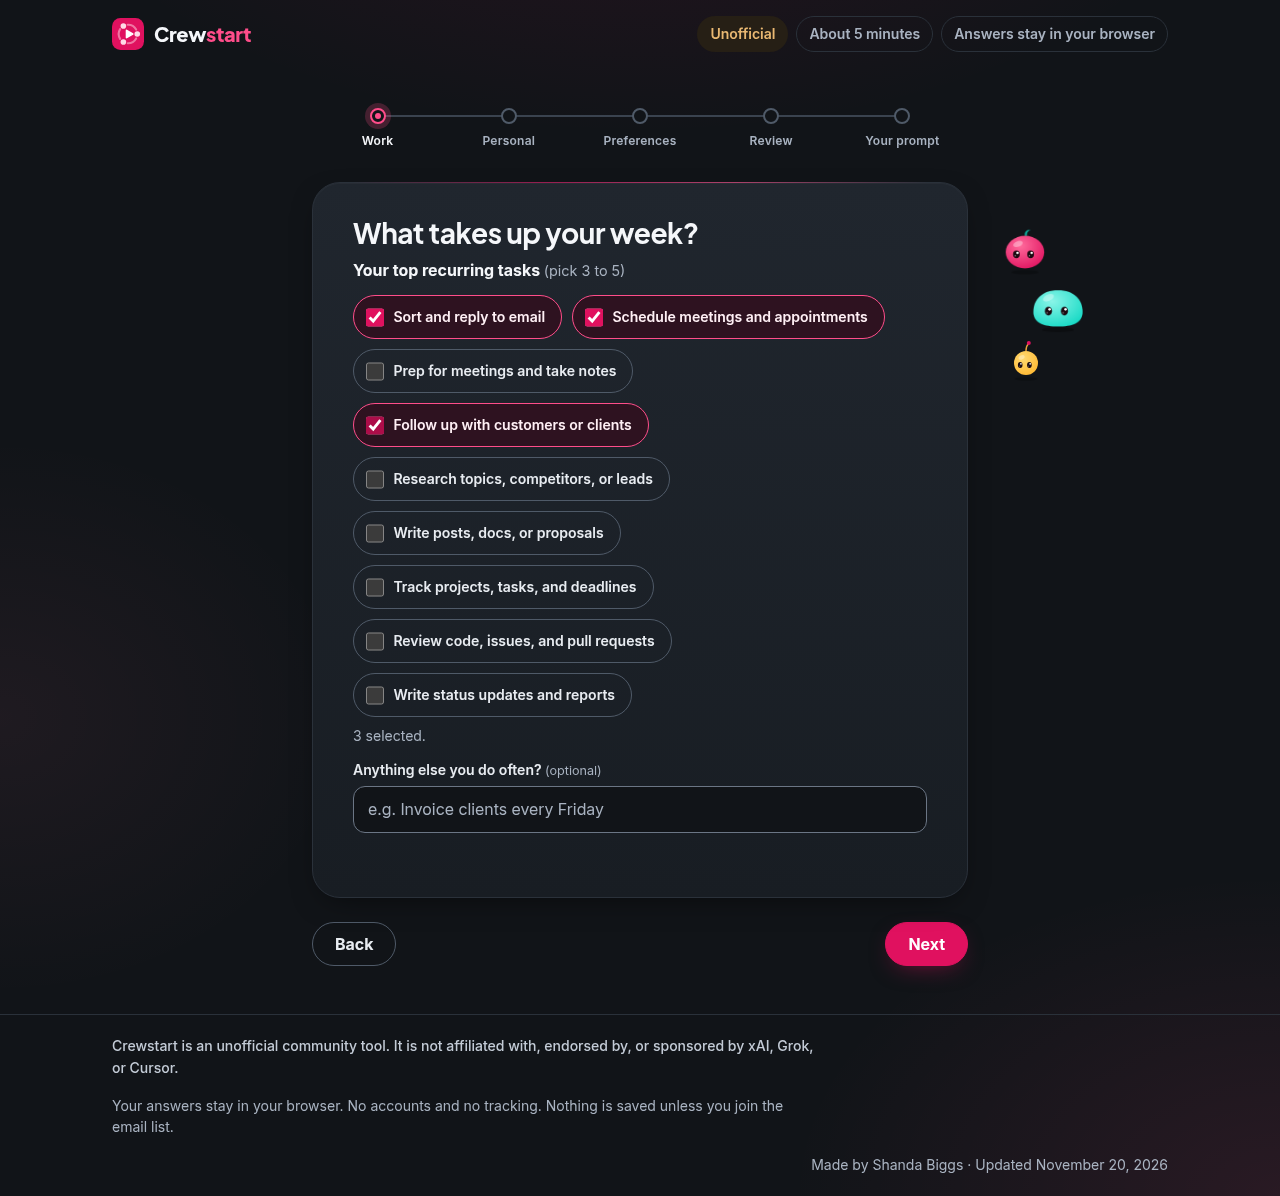 Crewstart
Unofficial
About 5 minutes
Answers stay in your browser
Work
Personal
Preferences
Review
Your prompt
What takes up your week?
Your top recurring tasks (pick 3 to 5)
Sort and reply to email
Schedule meetings and appointments
Prep for meetings and take notes
Follow up with customers or clients
Research topics, competitors, or leads
Write posts, docs, or proposals
Track projects, tasks, and deadlines
Review code, issues, and pull requests
Write status updates and reports
3 selected.
Anything else you do often? (optional)
e.g. Invoice clients every Friday
Back
Next
Crewstart is an unofficial community tool. It is not affiliated with, endorsed by, or sponsored by xAI, Grok,
or Cursor.
Your answers stay in your browser. No accounts and no tracking. Nothing is saved unless you join the
email list.
Made by Shanda Biggs · Updated November 20, 2026